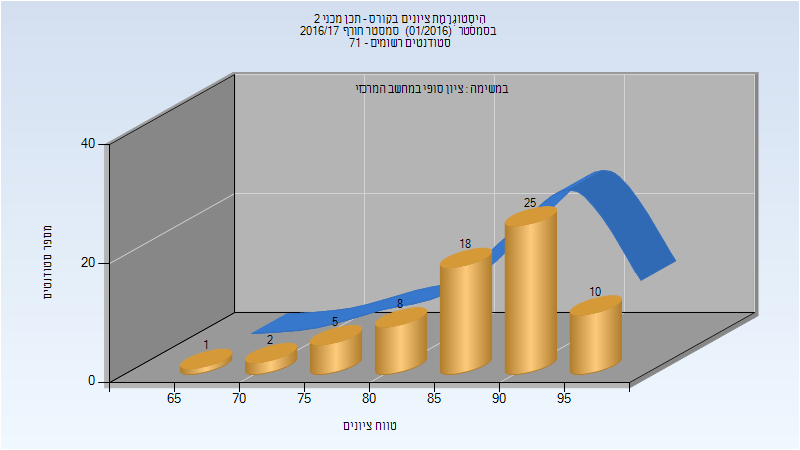 היסטוגרמת ציונים בקורס - תכן מכני 2
בסמסטר (01/2016) סמסטר חורף 2016/17
סטודנטים רשומים - 71
במשימה : ציון סופי במחשב המרכזי
מספר סטודנטים
40
20
0
1
2
5
8
18
25
10
65
70
75
80
85
90
95
טווח ציונים